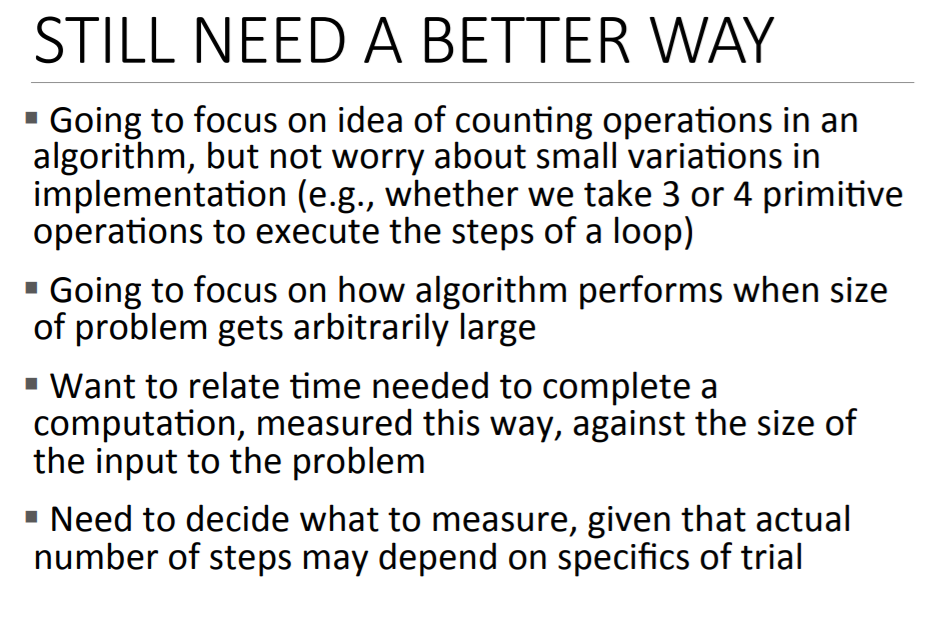 STILL NEED A BETTER WAY
▪ Going to focus on idea of counting operations in an
algorithm, but not worry about small variations in
implementation (e.g., whether we take 3 or 4 primitive
operations to execute the steps of a loop)
▪ Going to focus on how algorithm performs when size
of problem gets arbitrarily large
▪ Want to relate time needed to complete a
computation, measured this way, against the size of
the input to the problem
▪ Need to decide what to measure, given that actual
number of steps may depend on specifics of trial